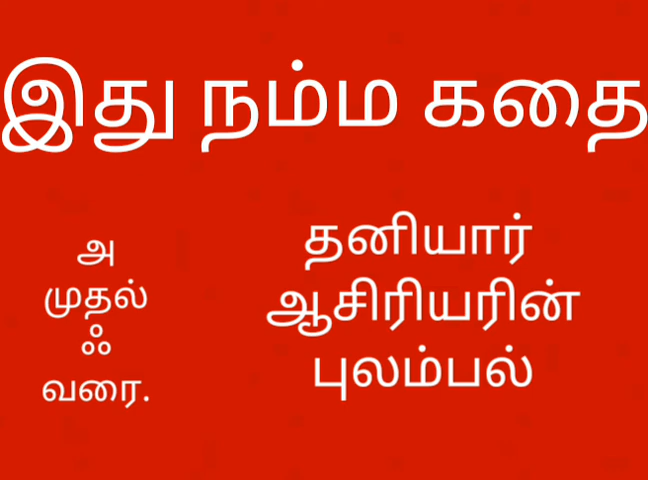 இது நம்ம கதை
அ
முதல்
ஃ
வரை.
தனியார்
ஆசிரியரின்
புலம்பல்